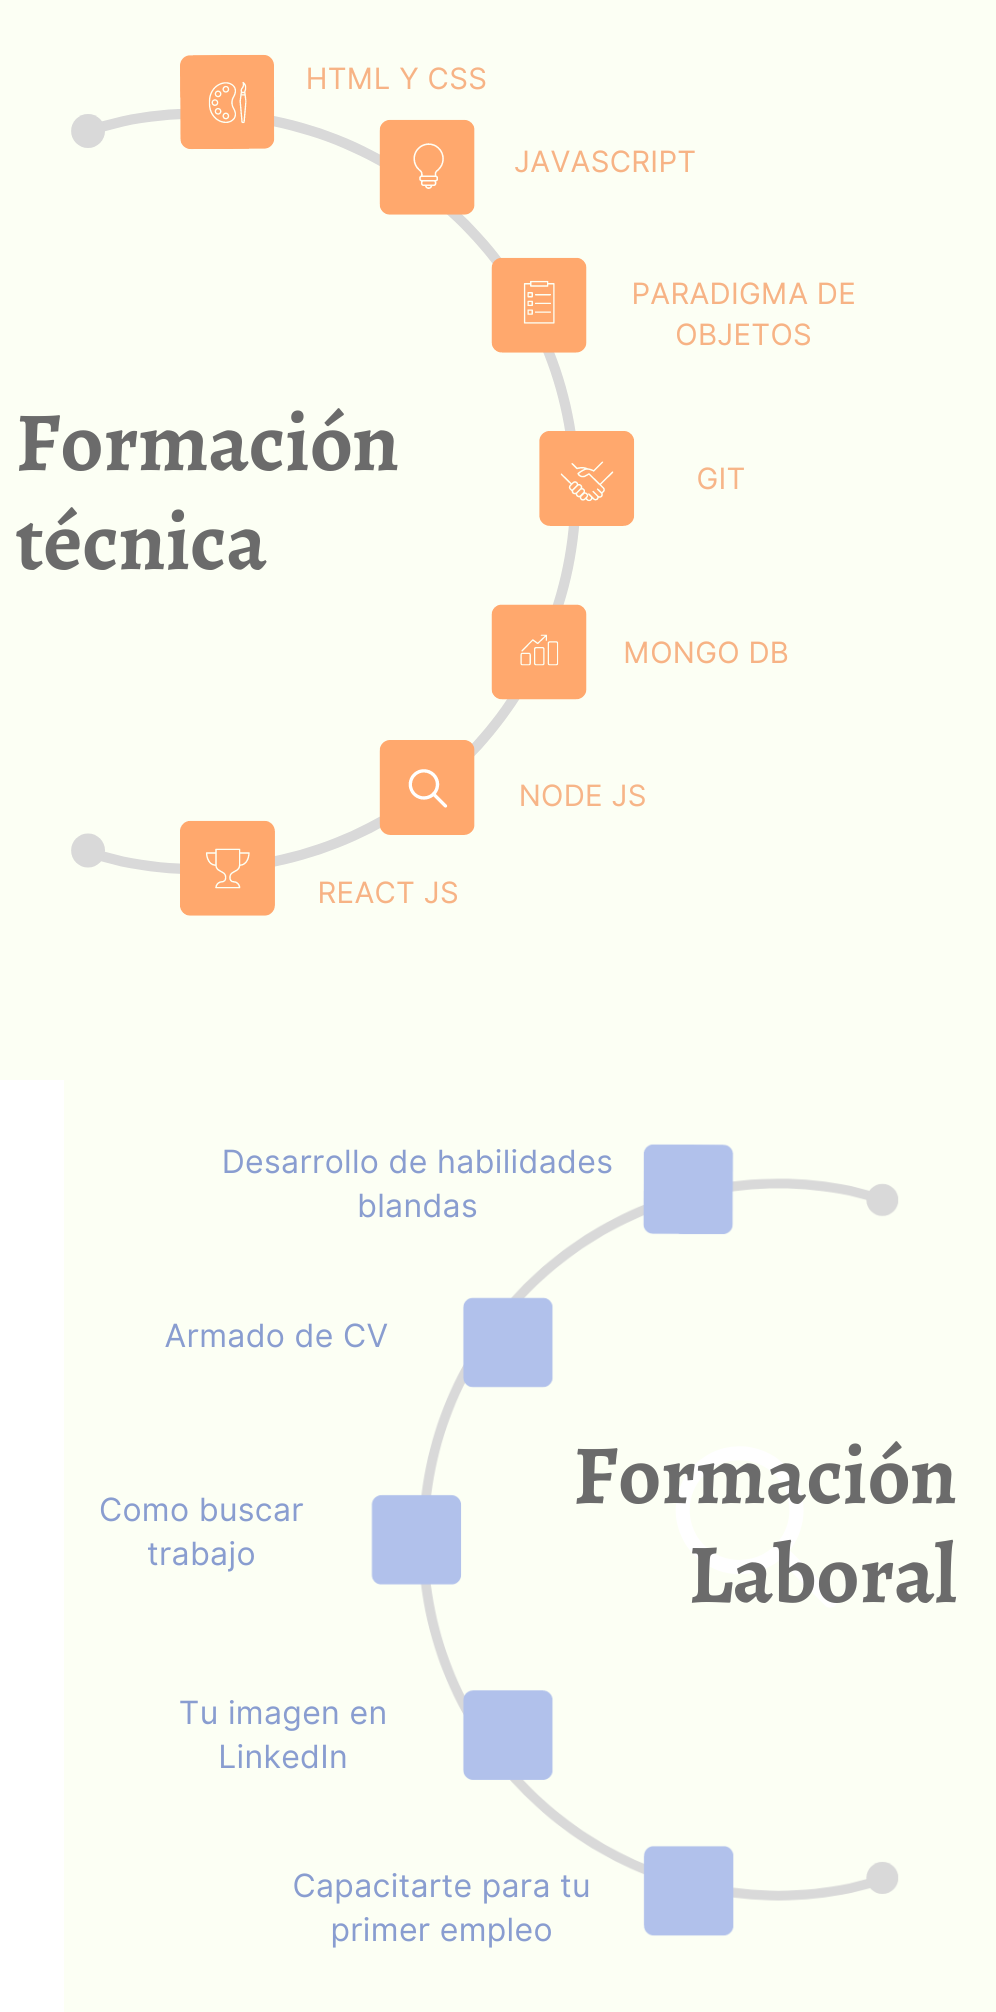 HTML Y CSS
JAVASCRIPT
PARADIGMA DE
OBJETOS
Formación
técnica
GIT
MONGO DB
NODE JS
REACT JS
Desarrollo de habilidades
blandas
Armado de CV
Formación
Laboral
Como buscar
trabajo
Tu imagen en
LinkedIn
Capacitarte para tu
primer empleo